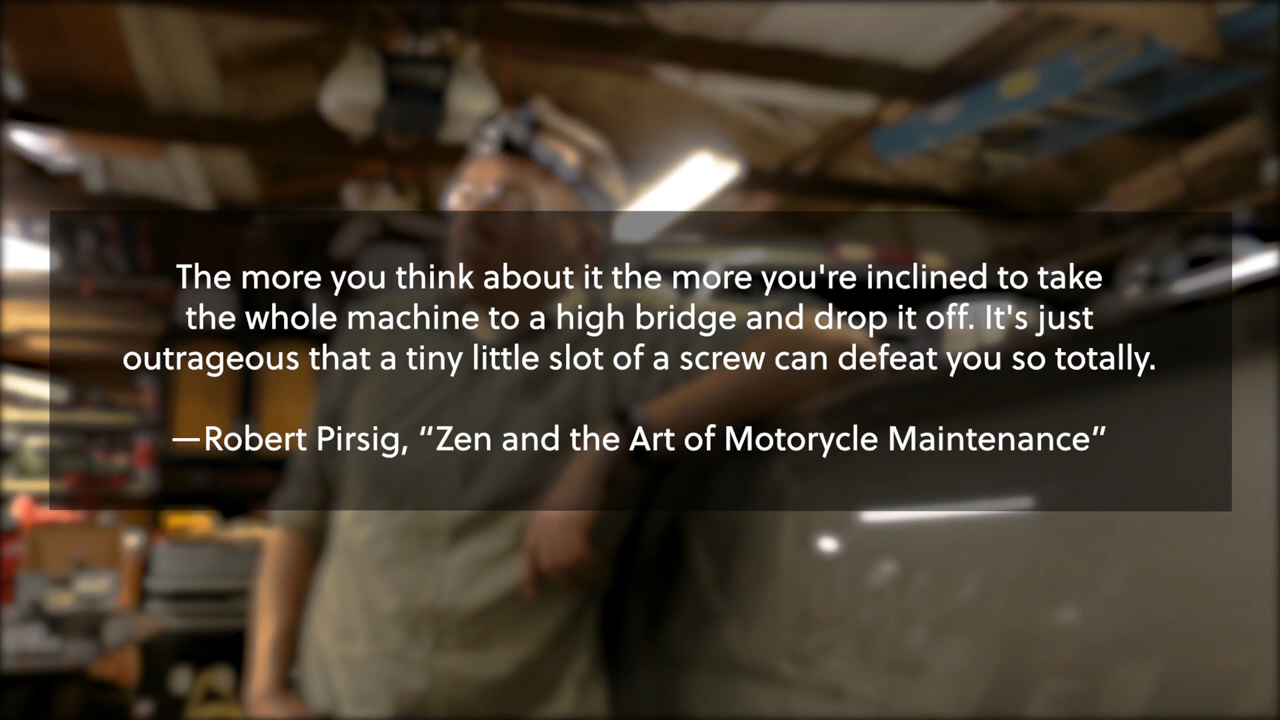 The more you think about it the more you're inclined to take
the whole machine to a high bridge and drop it off. It's just
outrageous that a tiny little slot of a screw can defeat you so totally.
—Robert Pirsig, “Zen and the Art of Motorycle Maintenance”